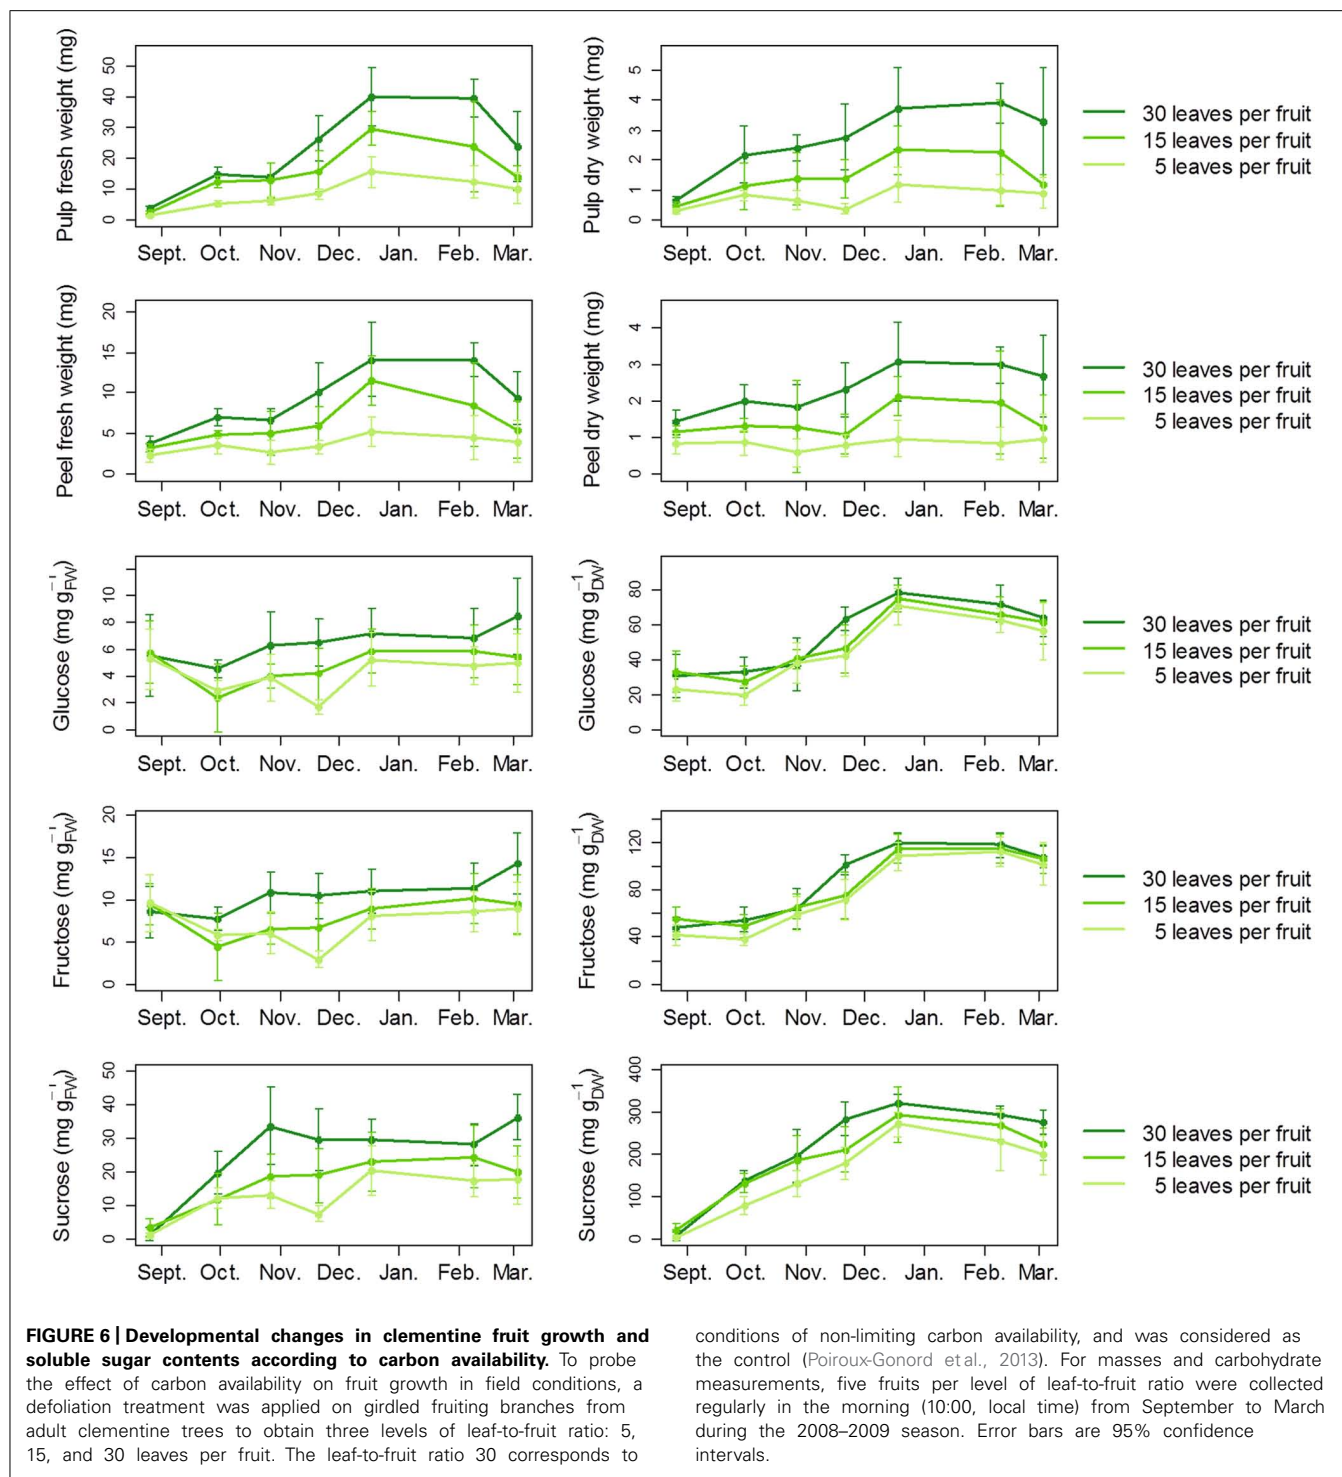 Pulp fresh weight (mg)
50
40
30
20
10
0
Sept. Oct. Nov. Dec. Jan. Feb. Mar.
Pulp dry weight (mg)
5
4
3
2
1
0
Sept. Oct. Nov. Dec. Jan. Feb. Mar.
30 leaves per fruit
15 leaves per fruit
5 leaves per fruit
Peel fresh weight (mg)
20
15
10
5
0
Sept. Oct. Nov. Dec. Jan. Feb. Mar.
Peel dry weight (mg)
4
3
2
1
0
Sept. Oct. Nov. Dec. Jan. Feb. Mar.
30 leaves per fruit
15 leaves per fruit
5 leaves per fruit
Glucose (mg g⁻¹FW)
10
8
6
4
2
0
Sept. Oct. Nov. Dec. Jan. Feb. Mar.
Glucose (mg g⁻¹DW)
80
60
40
20
0
Sept. Oct. Nov. Dec. Jan. Feb. Mar.
30 leaves per fruit
15 leaves per fruit
5 leaves per fruit
Fructose (mg g⁻¹FW)
20
15
10
5
0
Sept. Oct. Nov. Dec. Jan. Feb. Mar.
Fructose (mg g⁻¹DW)
120
80
40
0
Sept. Oct. Nov. Dec. Jan. Feb. Mar.
30 leaves per fruit
15 leaves per fruit
5 leaves per fruit
Sucrose (mg g⁻¹FW)
50
40
30
20
10
0
Sept. Oct. Nov. Dec. Jan. Feb. Mar.
Sucrose (mg g⁻¹DW)
400
300
200
100
0
Sept. Oct. Nov. Dec. Jan. Feb. Mar.
30 leaves per fruit
15 leaves per fruit
5 leaves per fruit
FIGURE 6 | Developmental changes in clementine fruit growth and
soluble sugar contents according to carbon availability. To probe
the effect of carbon availability on fruit growth in field conditions, a
defoliation treatment was applied on girdled fruiting branches from
adult clementine trees to obtain three levels of leaf-to-fruit ratio: 5,
15, and 30 leaves per fruit. The leaf-to-fruit ratio 30 corresponds to
conditions of non-limiting carbon availability, and was considered as
the control (Poiroux-Gonord et al., 2013). For masses and carbohydrate
measurements, five fruits per level of leaf-to-fruit ratio were collected
regularly in the morning (10:00, local time) from September to March
during the 2008–2009 season. Error bars are 95% confidence
intervals.